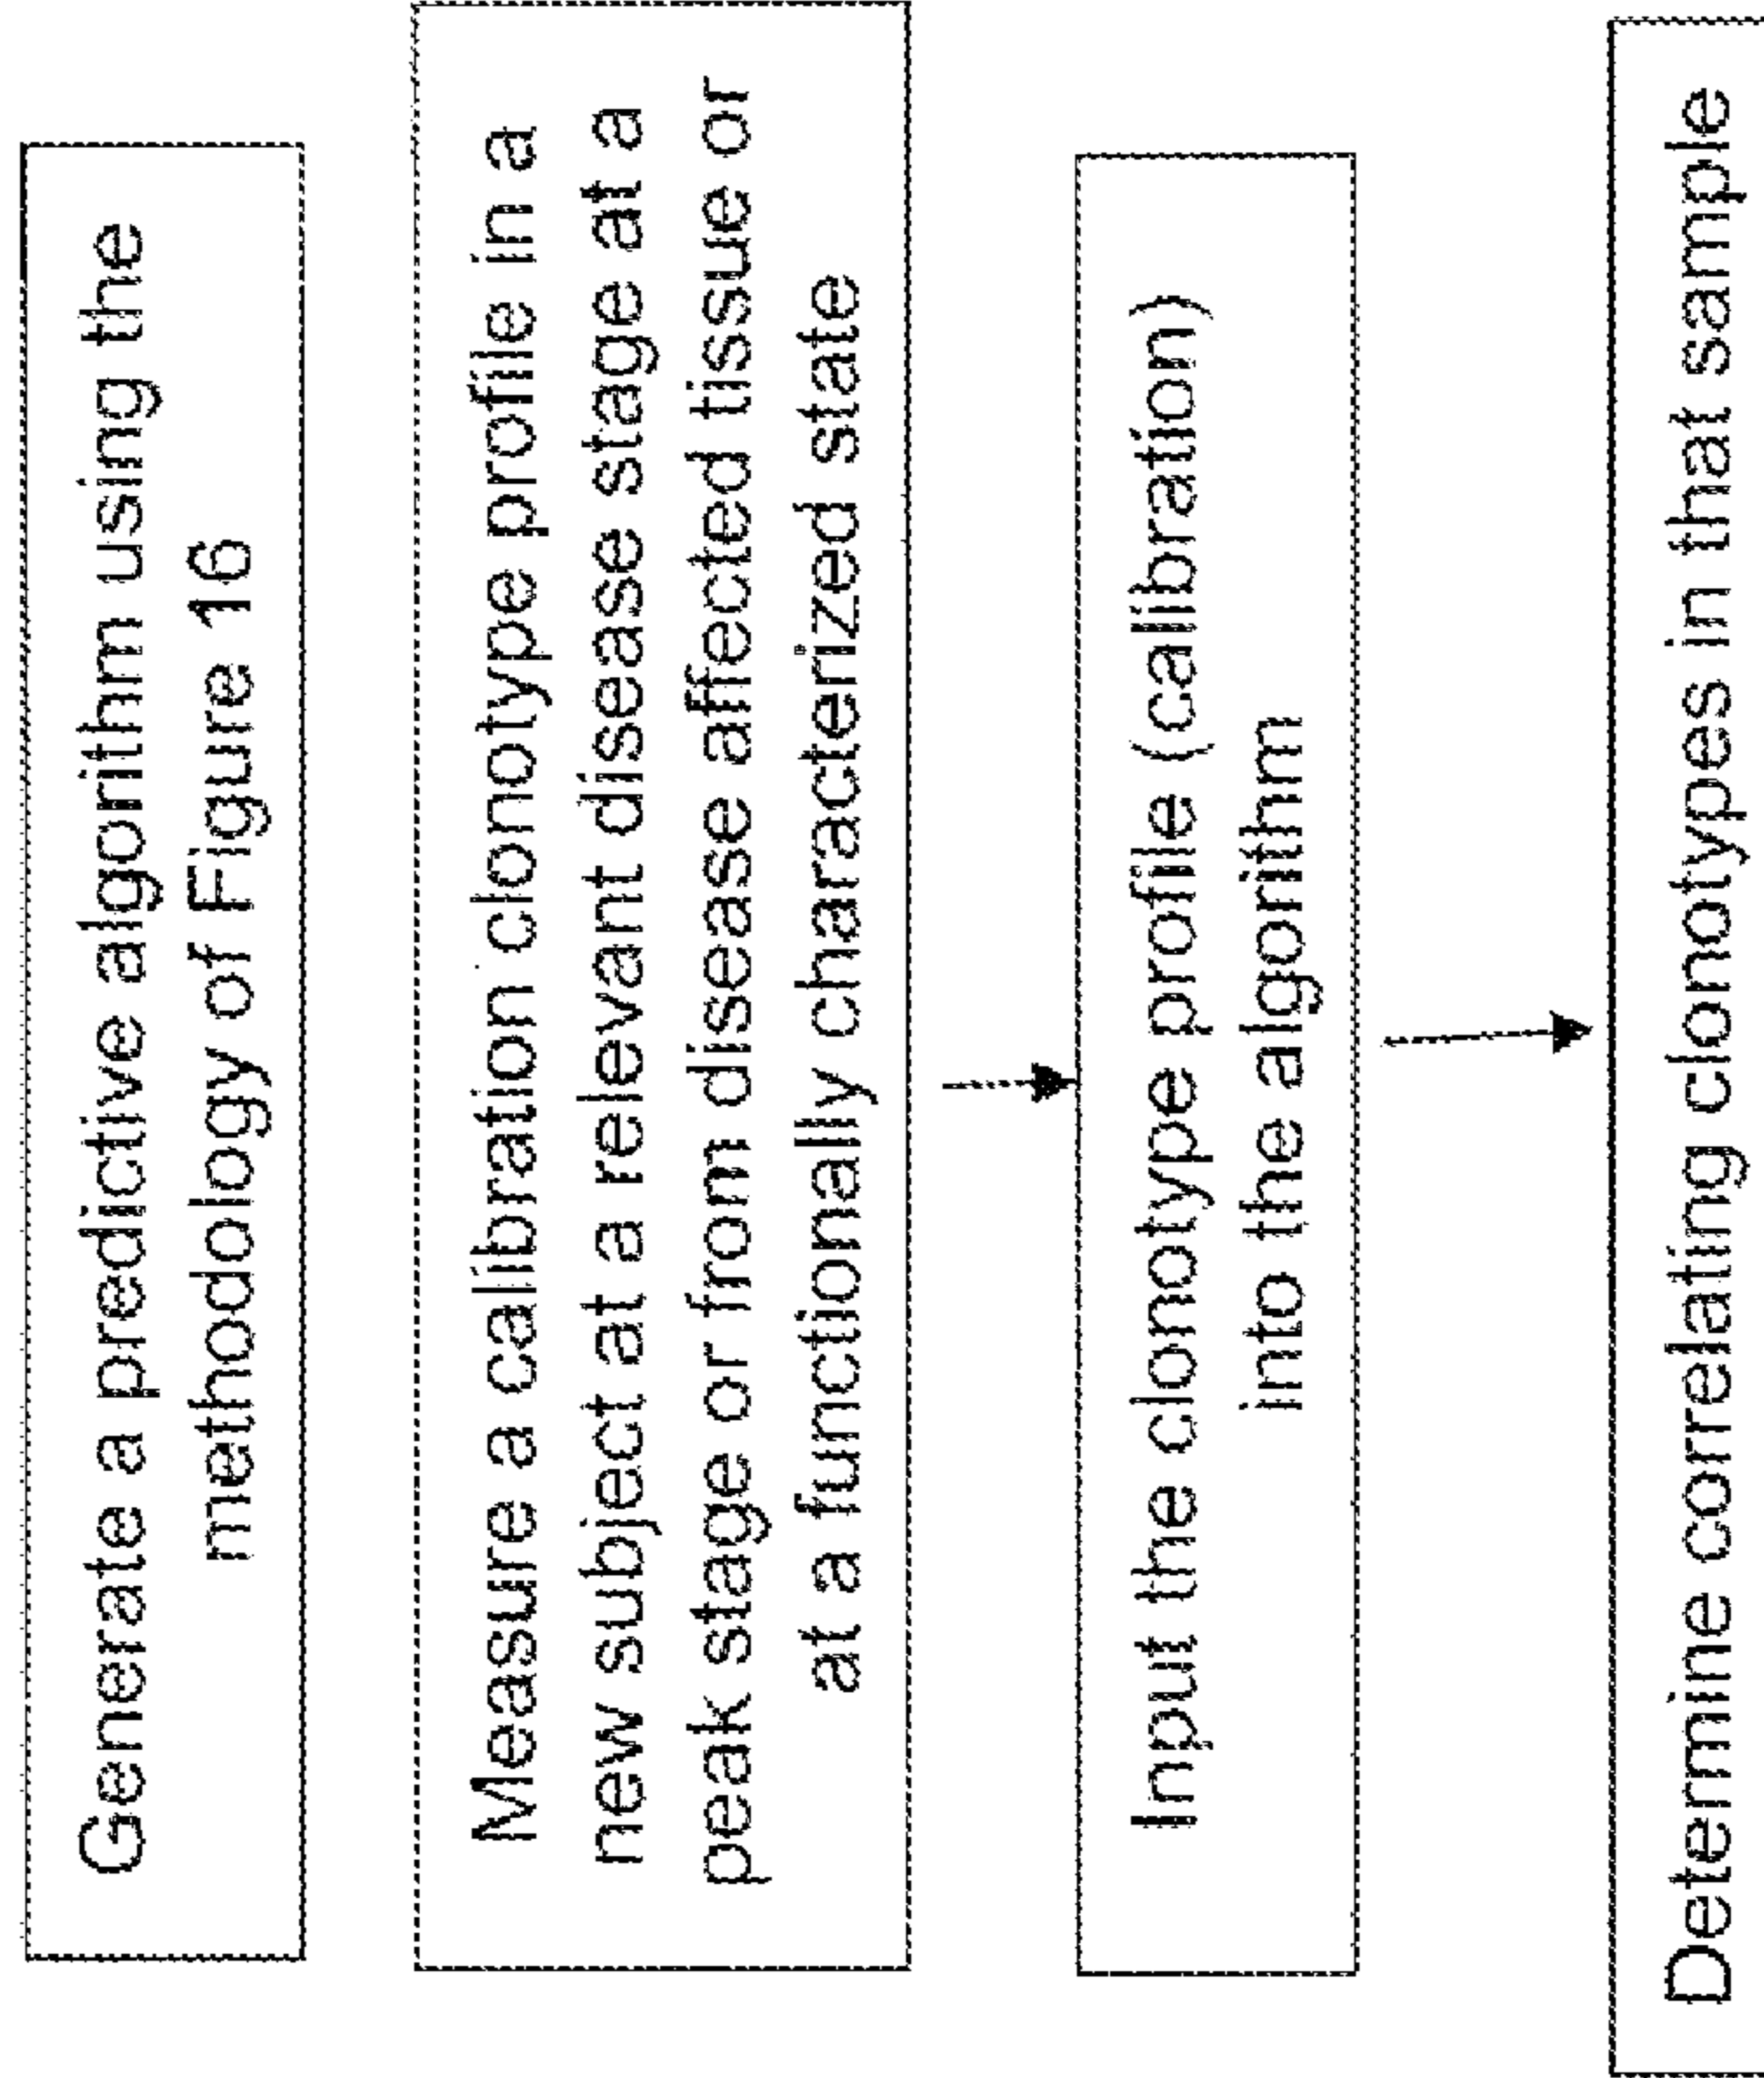 Generate a predictive algorithm using the
methodology of Figure 16
Measure a calibration clonotype profile in a
new subject at a relevant disease stage at a
peak stage or from disease affected tissue or
at a functionally characterized state
Input the clonotype profile (calibration)
into the algorithm
Determine correlating clonotypes in that sample